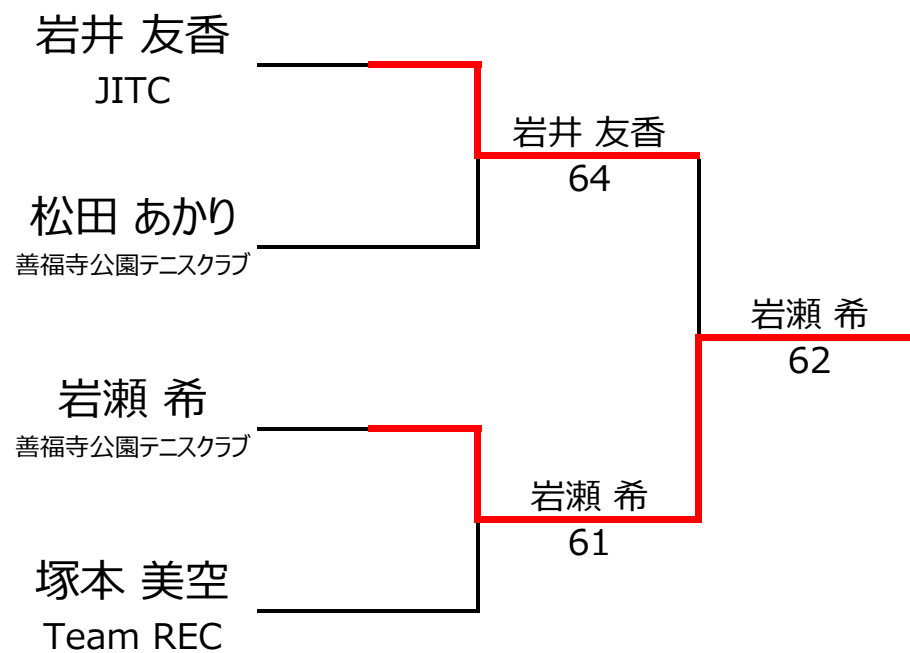 岩井 友香
JITC
松田 あかり
善福寺公園テニスクラブ
岩瀬 希
善福寺公園テニスクラブ
塚本 美空
Team REC
岩井 友香
64
岩瀬 希
61
岩瀬 希
62